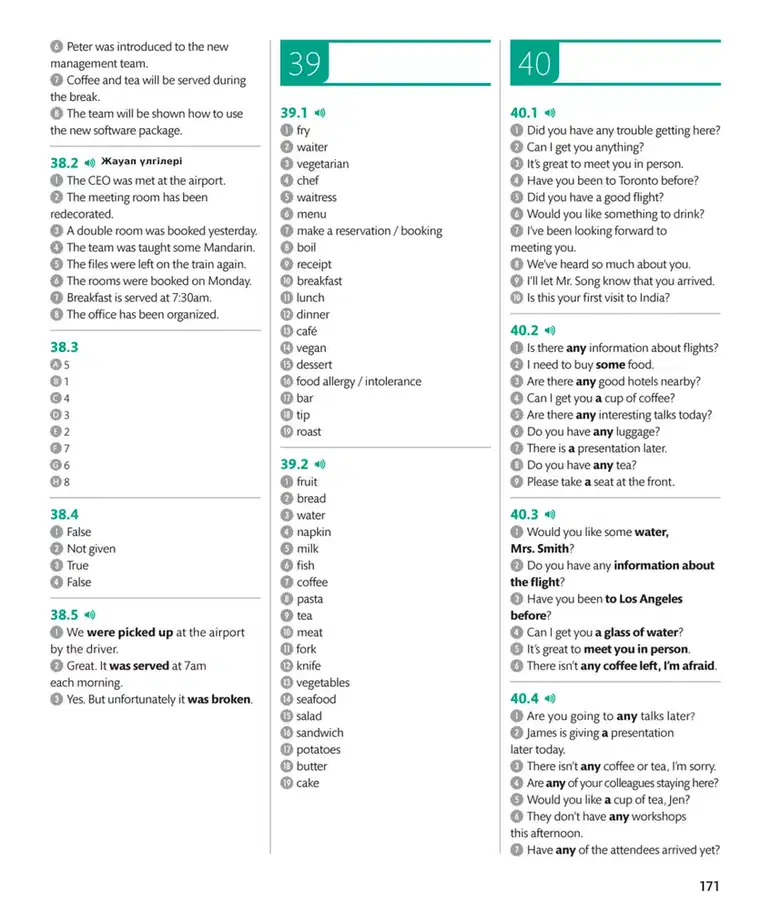 6 Peter was introduced to the new
management team.
7 Coffee and tea will be served during
the break.
8 The team will be shown how to use
the new software package.
38.2 Жауап үлгілері
1 The CEO was met at the airport.
2 The meeting room has been
redecorated.
3 A double room was booked yesterday.
4 The team was taught some Mandarin.
5 The files were left on the train again.
6 The rooms were booked on Monday.
7 Breakfast is served at 7:30am.
8 The office has been organized.
38.3
A 5
B 1
C 4
D 3
E 2
F 7
G 6
H 8
38.4
1 False
2 Not given
3 True
4 False
38.5
1 We were picked up at the airport
by the driver.
2 Great. It was served at 7am
each morning.
3 Yes. But unfortunately it was broken.
39
39.1
1 fry
2 waiter
3 vegetarian
4 chef
5 waitress
6 menu
7 make a reservation / booking
8 boil
9 receipt
10 breakfast
11 lunch
12 dinner
13 café
14 vegan
15 dessert
16 food allergy / intolerance
17 bar
18 tip
19 roast
39.2
1 fruit
2 bread
3 water
4 napkin
5 milk
6 fish
7 coffee
8 pasta
9 tea
10 meat
11 fork
12 knife
13 vegetables
14 seafood
15 salad
16 sandwich
17 potatoes
18 butter
19 cake
40
40.1
1 Did you have any trouble getting here?
2 Can I get you anything?
3 It's great to meet you in person.
4 Have you been to Toronto before?
5 Did you have a good flight?
6 Would you like something to drink?
7 I've been looking forward to
meeting you.
8 We've heard so much about you.
9 I'll let Mr. Song know that you arrived.
10 Is this your first visit to India?
40.2
1 Is there any information about flights?
2 I need to buy some food.
3 Are there any good hotels nearby?
4 Can I get you a cup of coffee?
5 Are there any interesting talks today?
6 Do you have any luggage?
7 There is a presentation later.
8 Do you have any tea?
9 Please take a seat at the front.
40.3
1 Would you like some water,
Mrs. Smith?
2 Do you have any information about
the flight?
3 Have you been to Los Angeles
before?
4 Can I get you a glass of water?
5 It's great to meet you in person.
6 There isn't any coffee left, I'm afraid.
40.4
1 Are you going to any talks later?
2 James is giving a presentation
later today.
3 There isn't any coffee or tea, I'm sorry.
4 Are any of your colleagues staying here?
5 Would you like a cup of tea, Jen?
6 They don't have any workshops
this afternoon.
7 Have any of the attendees arrived yet?
171